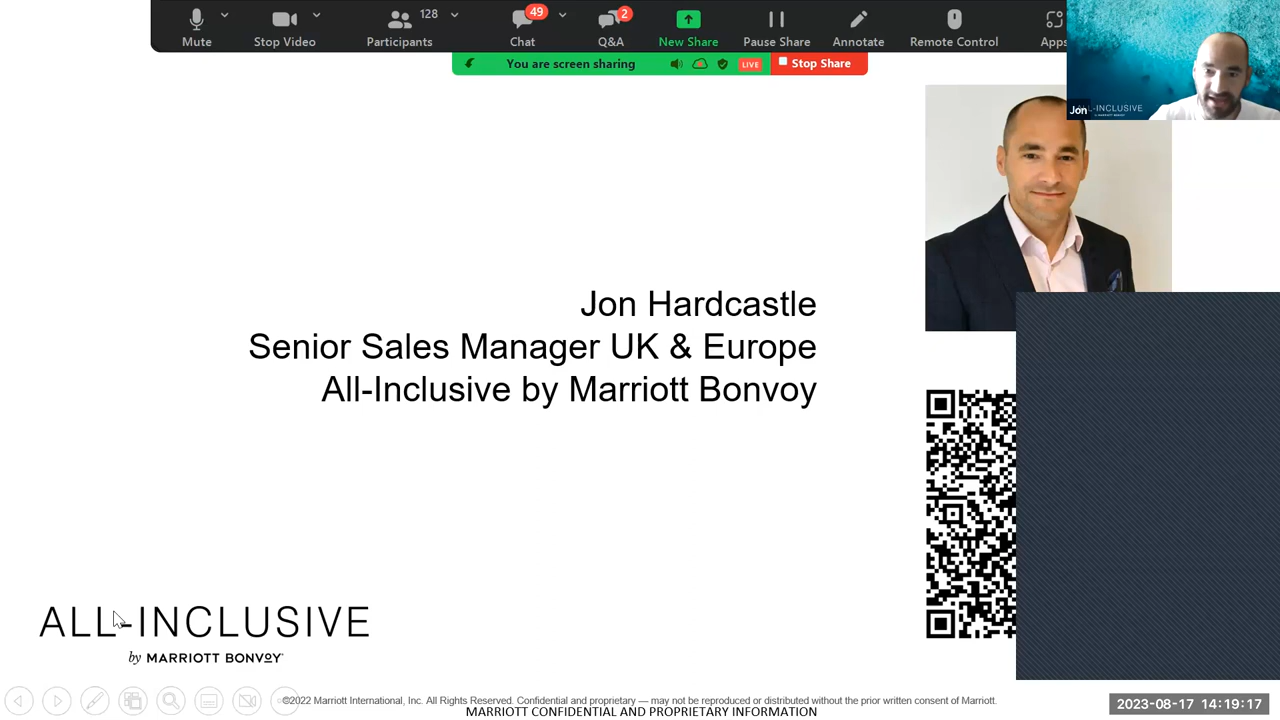 128
49
2
Mute
Stop Video
Participants
Chat
Q&A
New Share
Pause Share
Annotate
Remote Control
Apps
You are screen sharing
LIVE
Stop Share
Jon
ALL-INCLUSIVE
BY MARRIOTT BONVOY
Jon Hardcastle
Senior Sales Manager UK & Europe
All-Inclusive by Marriott Bonvoy
ALL-INCLUSIVE
by MARRIOTT BONVOY
©2022 Marriott International, Inc. All Rights Reserved. Confidential and proprietary — may not be reproduced or distributed without the prior written consent of Marriott.
MARRIOTT CONFIDENTIAL AND PROPRIETARY INFORMATION
2023-08-17 14:19:17